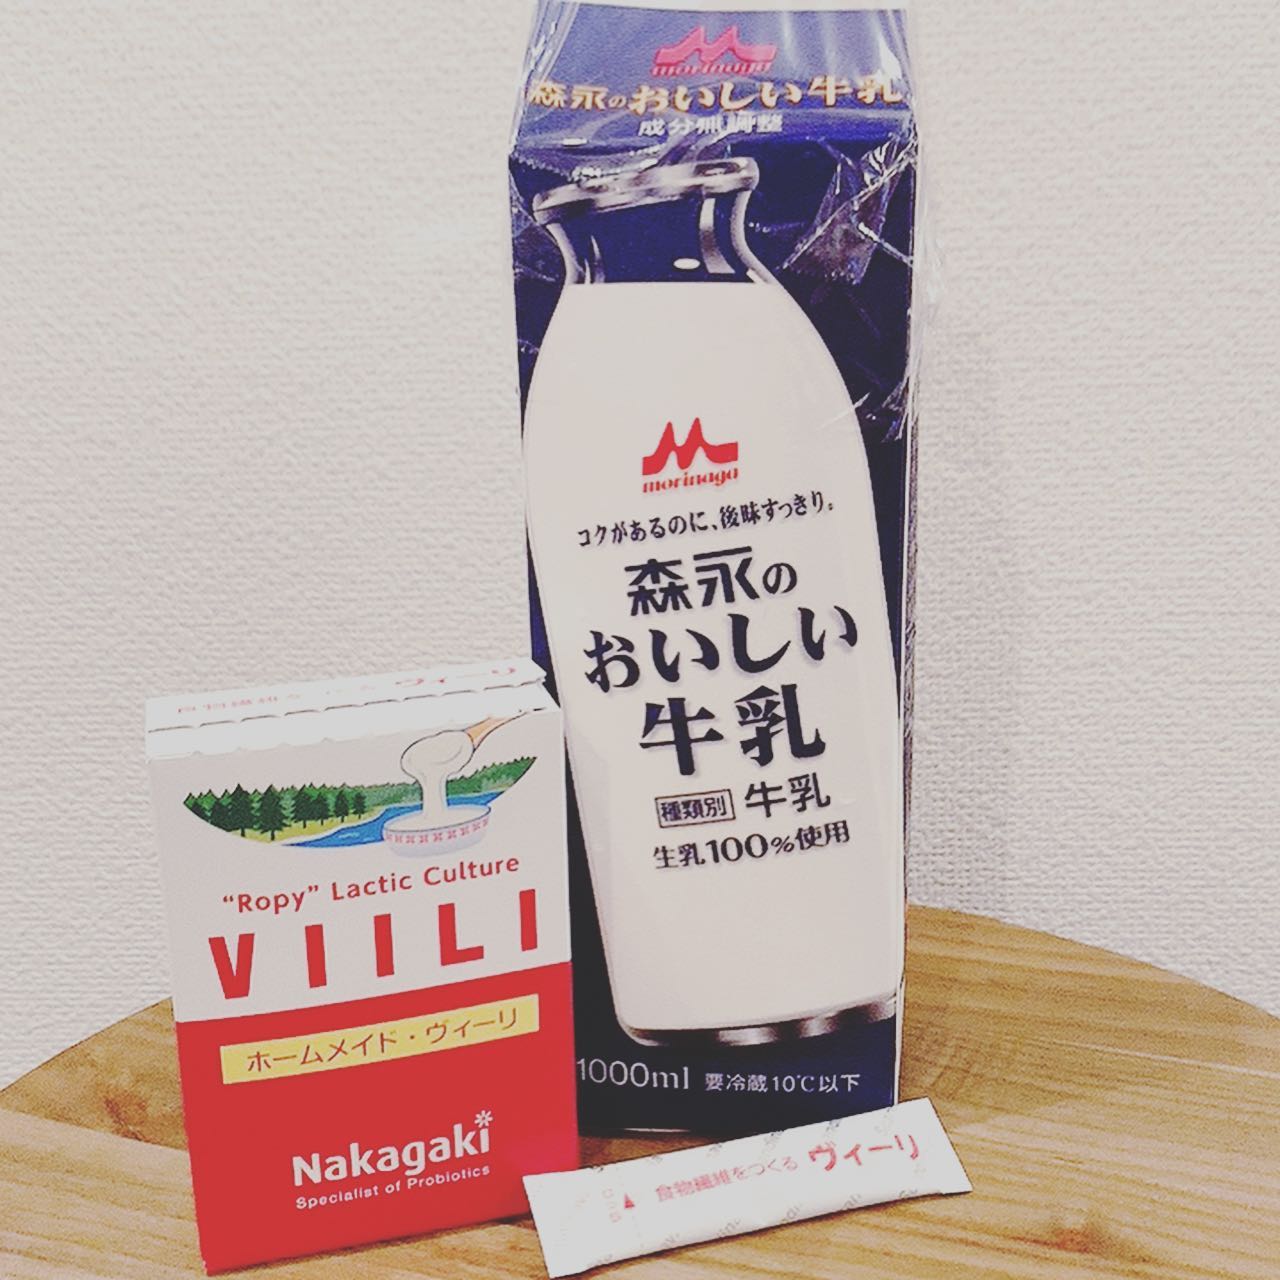 morinaga
森永のおいしい牛乳
成分無調整
morinaga
コクがあるのに、後味すっきり。
森永の
おいしい
牛乳
種類別 牛乳
生乳100%使用
1000ml 要冷蔵10℃以下
ヴィーリ
"Ropy" Lactic Culture
VIILI
ホームメイド・ヴィーリ
Nakagaki
Specialist of Probiotics
食物繊維をつくる ヴィーリ